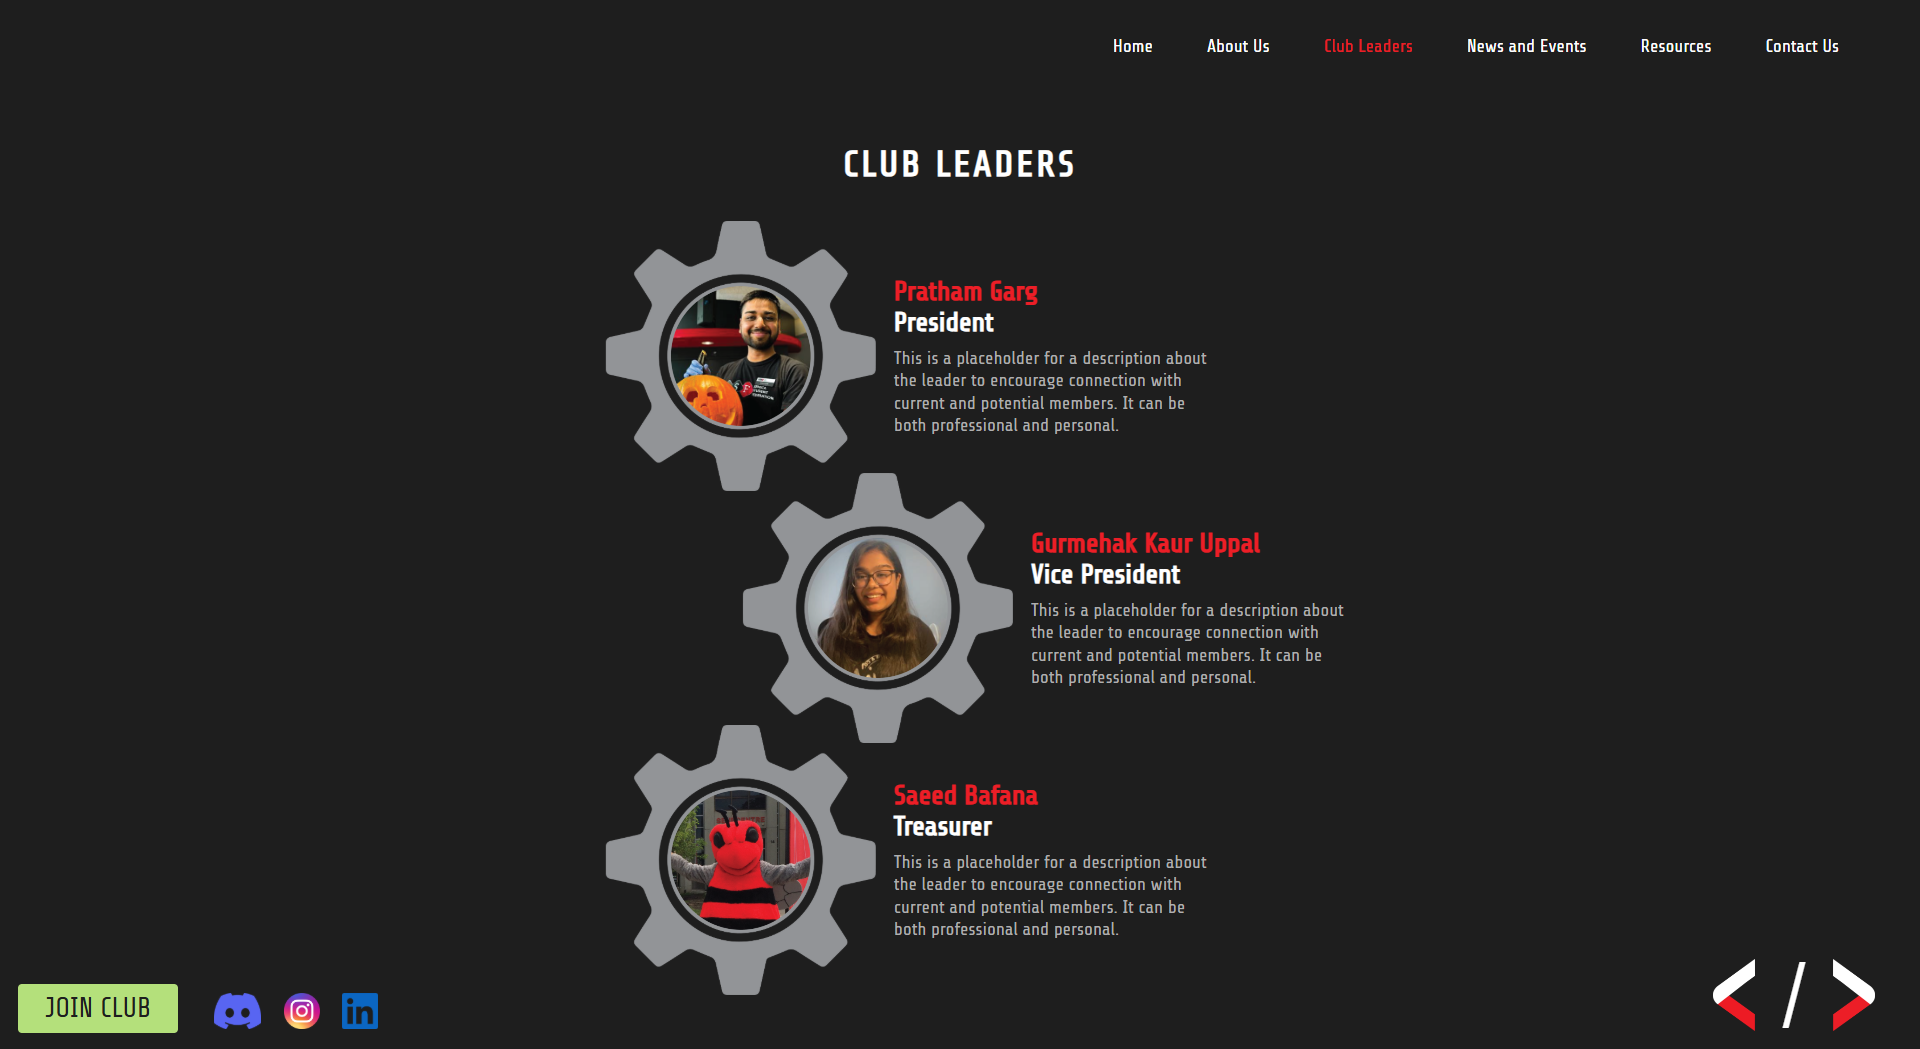 Home About Us Club Leaders News and Events Resources Contact Us
CLUB LEADERS
Pratham Garg
President
This is a placeholder for a description about
the leader to encourage connection with
current and potential members. It can be
both professional and personal.
Gurmehak Kaur Uppal
Vice President
This is a placeholder for a description about
the leader to encourage connection with
current and potential members. It can be
both professional and personal.
Saeed Bafana
Treasurer
This is a placeholder for a description about
the leader to encourage connection with
current and potential members. It can be
both professional and personal.
JOIN CLUB
in
</>